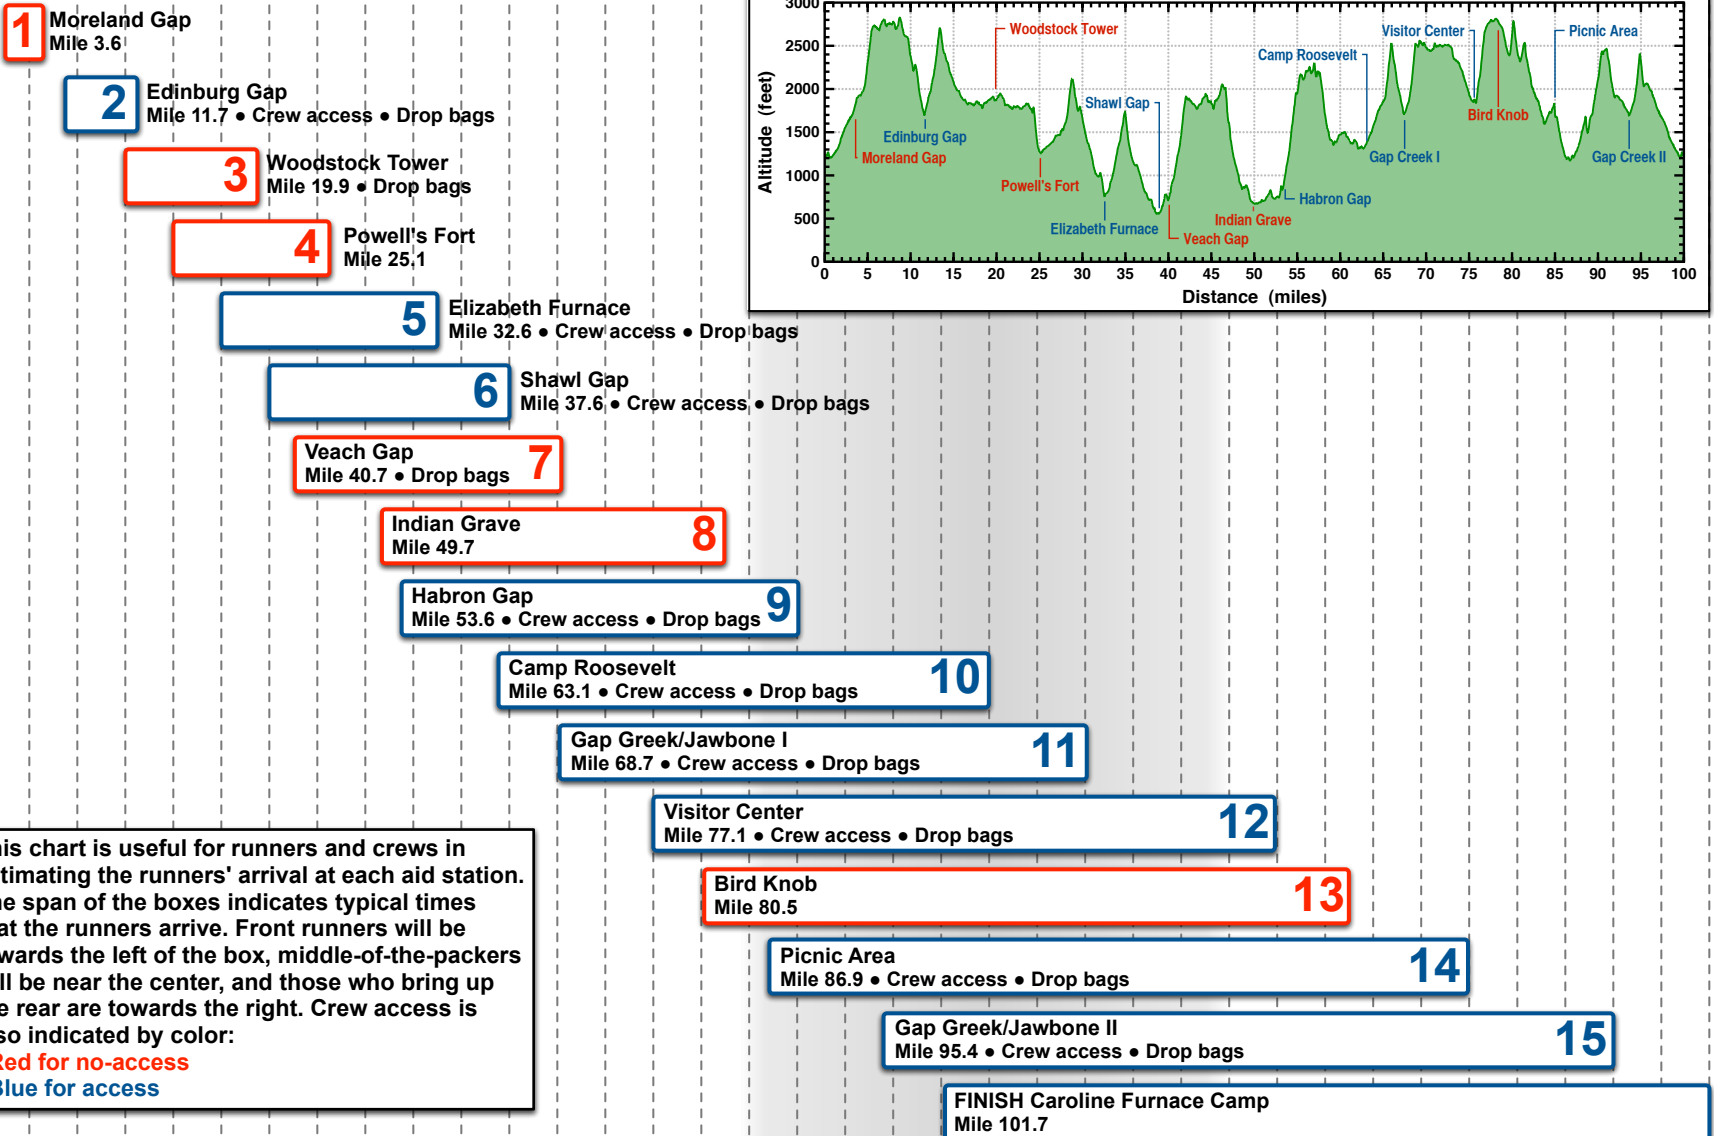 1 Moreland Gap
Mile 3.6
2 Edinburg Gap
Mile 11.7 ● Crew access ● Drop bags
3 Woodstock Tower
Mile 19.9 ● Drop bags
4 Powell's Fort
Mile 25.1
5 Elizabeth Furnace
Mile 32.6 ● Crew access ● Drop bags
6 Shawl Gap
Mile 37.6 ● Crew access ● Drop bags
Veach Gap 7
Mile 40.7 ● Drop bags
Indian Grave 8
Mile 49.7
Habron Gap 9
Mile 53.6 ● Crew access ● Drop bags
Camp Roosevelt 10
Mile 63.1 ● Crew access ● Drop bags
Gap Greek/Jawbone I 11
Mile 68.7 ● Crew access ● Drop bags
Visitor Center 12
Mile 77.1 ● Crew access ● Drop bags
Bird Knob 13
Mile 80.5
Picnic Area 14
Mile 86.9 ● Crew access ● Drop bags
Gap Greek/Jawbone II 15
Mile 95.4 ● Crew access ● Drop bags
FINISH Caroline Furnace Camp
Mile 101.7
Altitude (feet)
3000
2500
2000
1500
1000
500
0
0 5 10 15 20 25 30 35 40 45 50 55 60 65 70 75 80 85 90 95 100
Distance (miles)
Moreland Gap
Edinburg Gap
Woodstock Tower
Powell's Fort
Elizabeth Furnace
Shawl Gap
Veach Gap
Indian Grave
Habron Gap
Camp Roosevelt
Gap Creek I
Visitor Center
Bird Knob
Picnic Area
Gap Creek II
is chart is useful for runners and crews in
timating the runners' arrival at each aid station.
e span of the boxes indicates typical times
at the runners arrive. Front runners will be
wards the left of the box, middle-of-the-packers
ll be near the center, and those who bring up
e rear are towards the right. Crew access is
so indicated by color:
Red for no-access
Blue for access